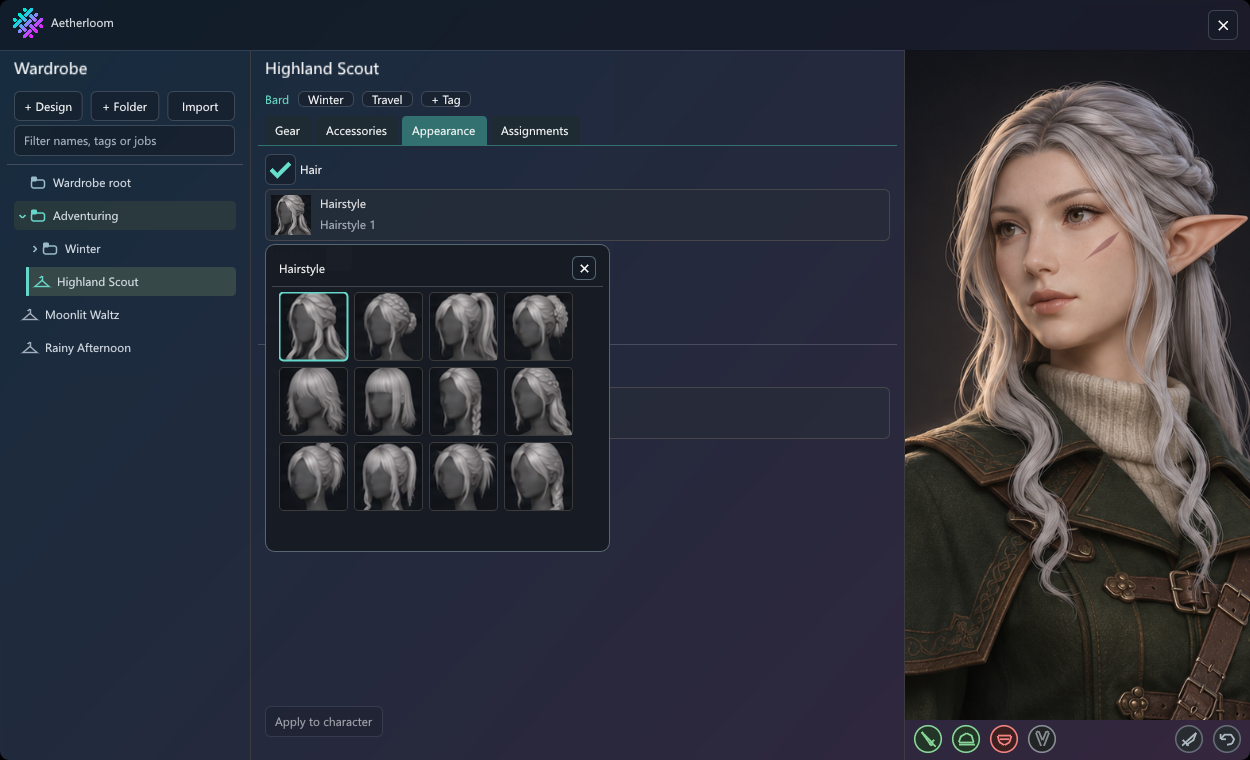 Aetherloom
Wardrobe
+ Design
+ Folder
Import
Filter names, tags or jobs
Wardrobe root
Adventuring
Winter
Highland Scout
Moonlit Waltz
Rainy Afternoon
Highland Scout
Bard
Winter
Travel
+ Tag
Gear
Accessories
Appearance
Assignments
Hair
Hairstyle
Hairstyle 1
Hairstyle
Apply to character